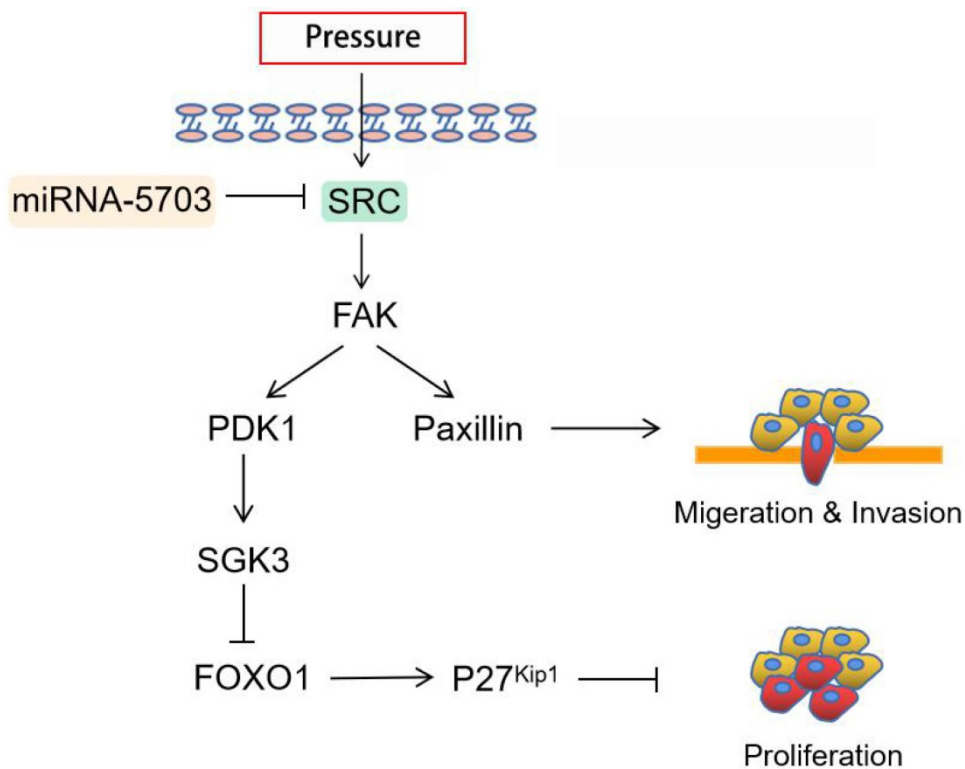 Pressure
miRNA-5703
SRC
FAK
PDK1
Paxillin
Migeration & Invasion
SGK3
FOXO1
P27Kip1
Proliferation